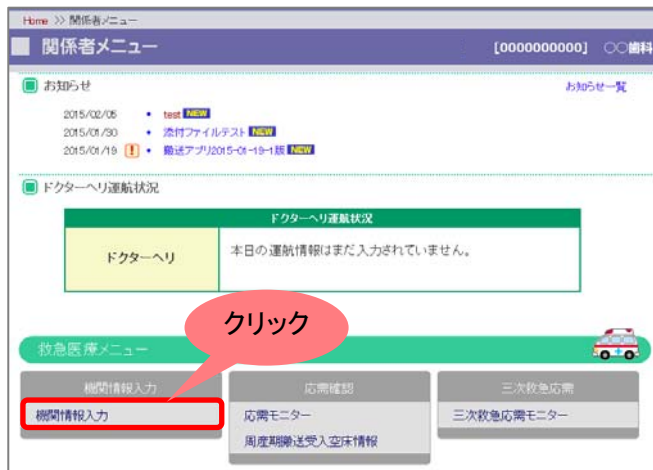 Home >> 関係者メニュー
関係者メニュー [0000000000] ○○歯科
お知らせ お知らせ一覧
2015/02/05 • test NEW
2015/01/30 • 添付ファイルテスト NEW
2015/01/19 ! • 搬送アプリ2015-01-19-1版 NEW
ドクターヘリ運航状況
ドクターヘリ運航状況
ドクターヘリ 本日の運航情報はまだ入力されていません。
クリック
救急医療メニュー
機関情報入力 応需確認 三次救急応需
機関情報入力 応需モニター 三次救急応需モニター
周産期搬送受入空床情報